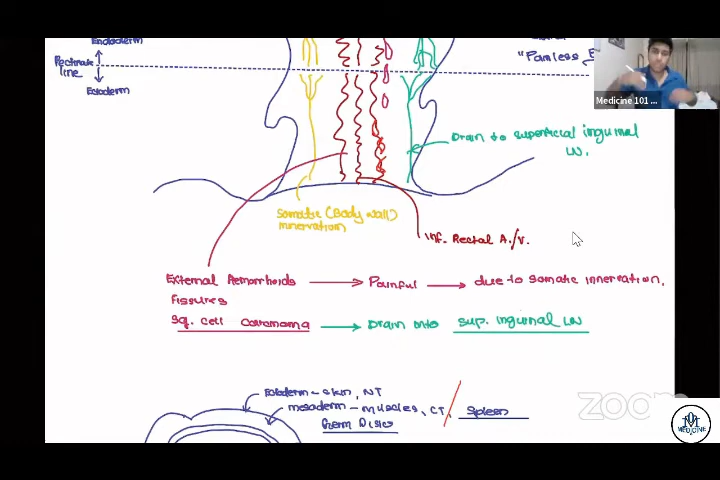 Endoderm
Pectinate
line
Ectoderm
"Painless
Medicine 101 ...
Drain to superficial inguinal
LN.
Somatic (Body wall)
innervation
Inf. Rectal A./V.
External Hemorrhoids
Painful
due to somatic innervation.
Fissures
Sq. cell Carcinoma
Drain into
sup. inguinal LN
Ectoderm - skin, NT
mesoderm - muscles, CT
Spleen
Germ Discs
zoom
MEDICINE